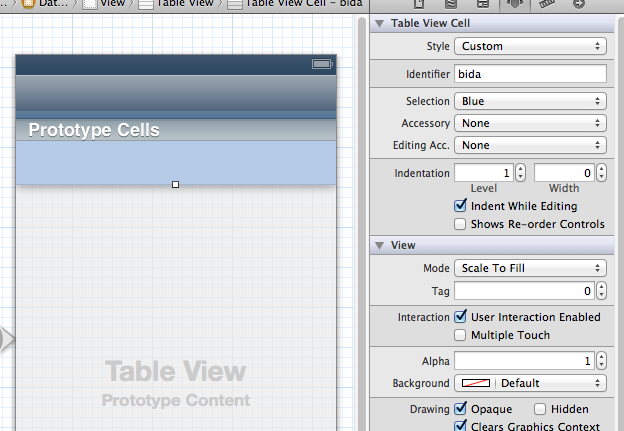 Dat... View Table View Table View Cell - bida
Prototype Cells
Table View
Prototype Content
Table View Cell
Style Custom
Identifier bida
Selection Blue
Accessory None
Editing Acc. None
Indentation 1 0
Level Width
Indent While Editing
Shows Re-order Controls
View
Mode Scale To Fill
Tag 0
Interaction User Interaction Enabled
Multiple Touch
Alpha 1
Background Default
Drawing Opaque Hidden
Clears Graphics Context